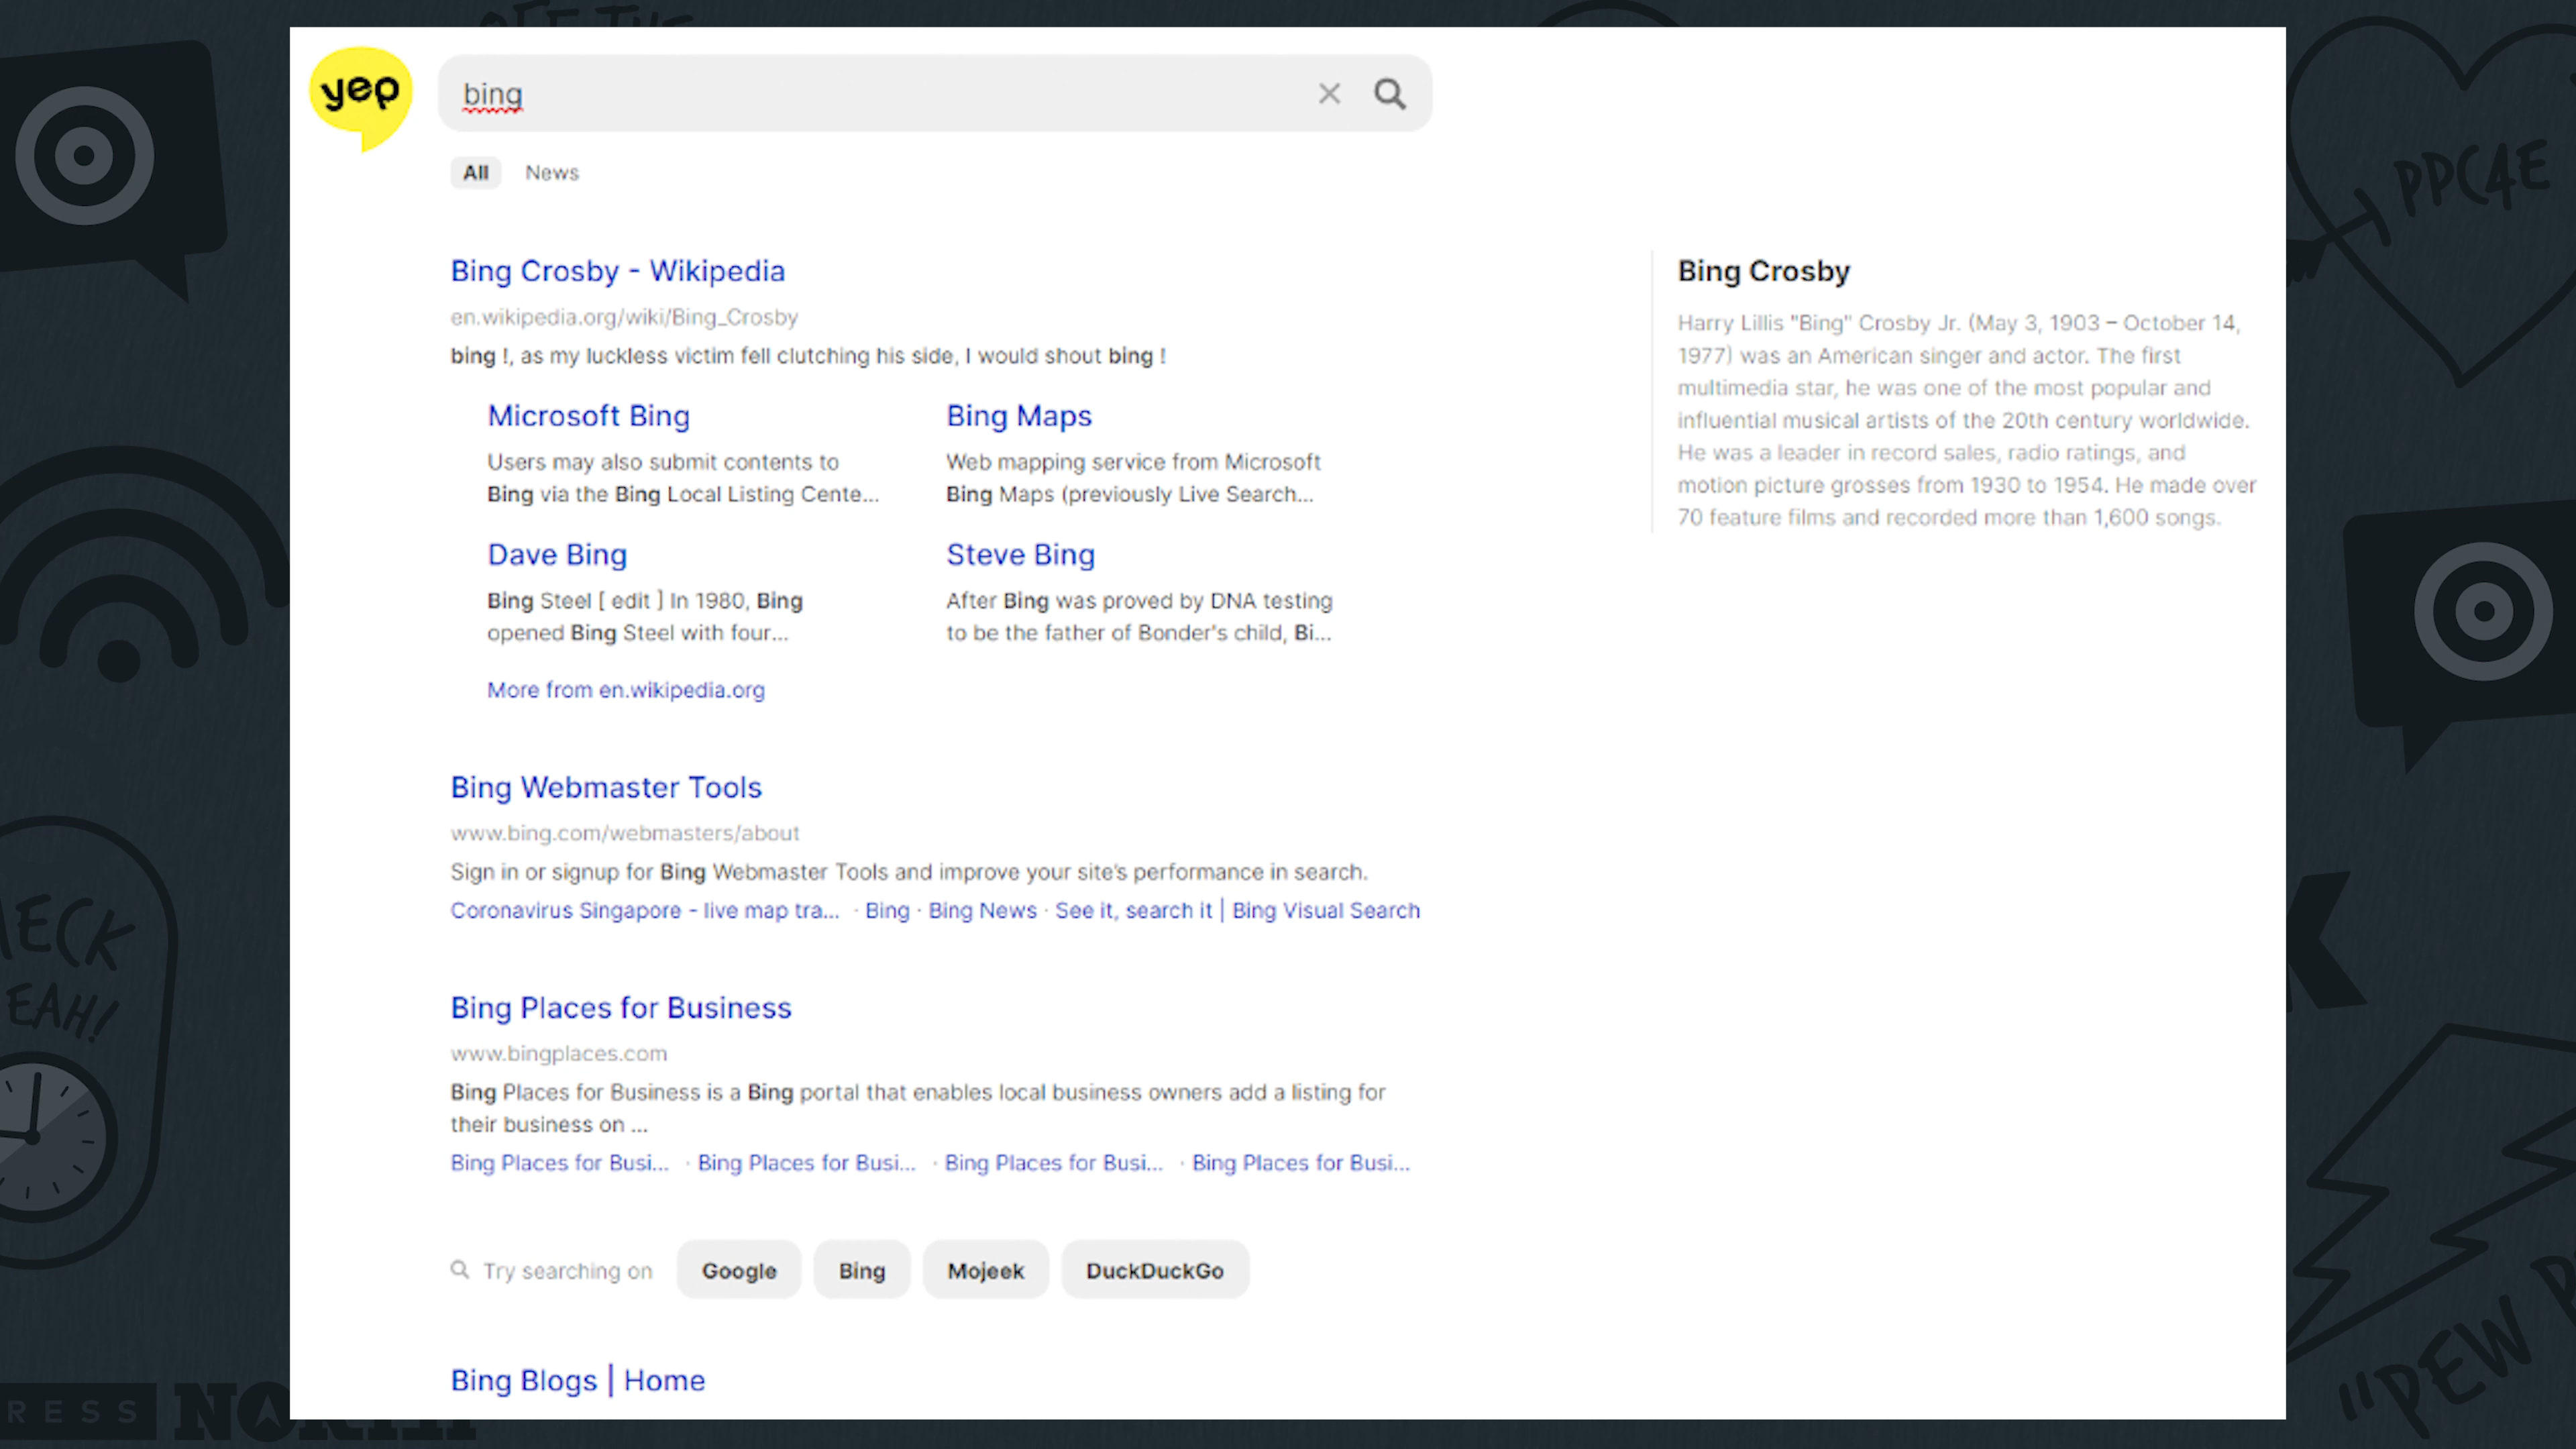 OFF THE
yep
bing
All News
Bing Crosby - Wikipedia
en.wikipedia.org/wiki/Bing_Crosby
bing !, as my luckless victim fell clutching his side, I would shout bing !
Microsoft Bing
Users may also submit contents to
Bing via the Bing Local Listing Cente...
Bing Maps
Web mapping service from Microsoft
Bing Maps (previously Live Search...
Dave Bing
Bing Steel [ edit ] In 1980, Bing
opened Bing Steel with four...
Steve Bing
After Bing was proved by DNA testing
to be the father of Bonder's child, Bi...
More from en.wikipedia.org
Bing Webmaster Tools
www.bing.com/webmasters/about
Sign in or signup for Bing Webmaster Tools and improve your site's performance in search.
Coronavirus Singapore - live map tra... · Bing · Bing News · See it, search it | Bing Visual Search
Bing Places for Business
www.bingplaces.com
Bing Places for Business is a Bing portal that enables local business owners add a listing for
their business on ...
Bing Places for Busi... · Bing Places for Busi... · Bing Places for Busi... · Bing Places for Busi...
Try searching on Google Bing Mojeek DuckDuckGo
Bing Blogs | Home
Bing Crosby
Harry Lillis "Bing" Crosby Jr. (May 3, 1903 – October 14,
1977) was an American singer and actor. The first
multimedia star, he was one of the most popular and
influential musical artists of the 20th century worldwide.
He was a leader in record sales, radio ratings, and
motion picture grosses from 1930 to 1954. He made over
70 feature films and recorded more than 1,600 songs.
PPC4E
ECK
EAH!
RESS
"PEW